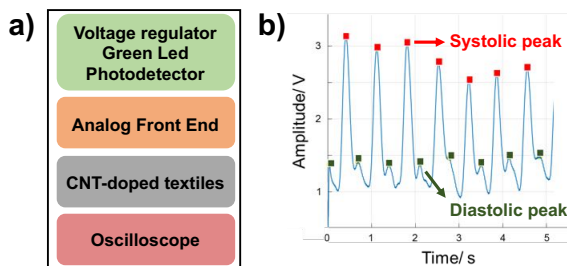 a)
Voltage regulator
Green Led
Photodetector
Analog Front End
CNT-doped textiles
Oscilloscope
b)
Amplitude/ V
3
2
1
Systolic peak
Diastolic peak
0 1 2 3 4 5
Time/ s